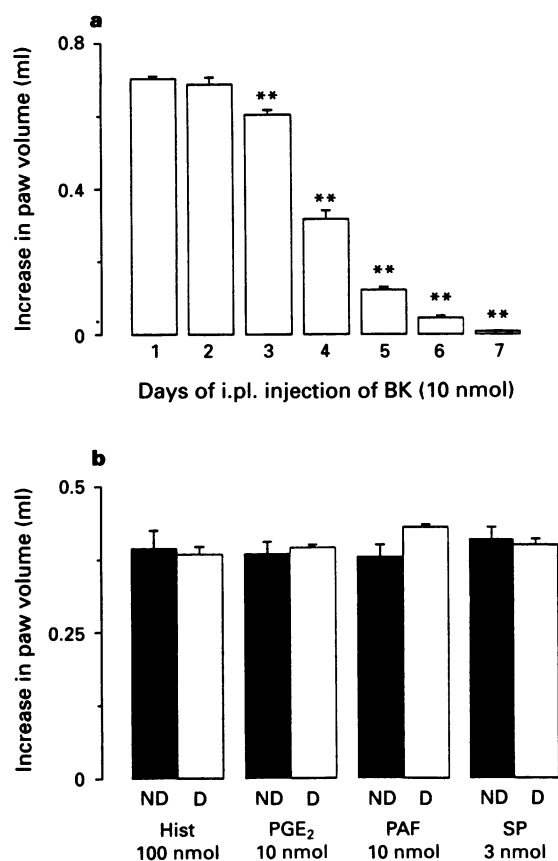 a
Increase in paw volume (ml)
0.8
0.4
0
**
**
**
**
**
1 2 3 4 5 6 7
Days of i.pl. injection of BK (10 nmol)
b
Increase in paw volume (ml)
0.5
0.25
0
ND D ND D ND D ND D
Hist PGE₂ PAF SP
100 nmol 10 nmol 10 nmol 3 nmol